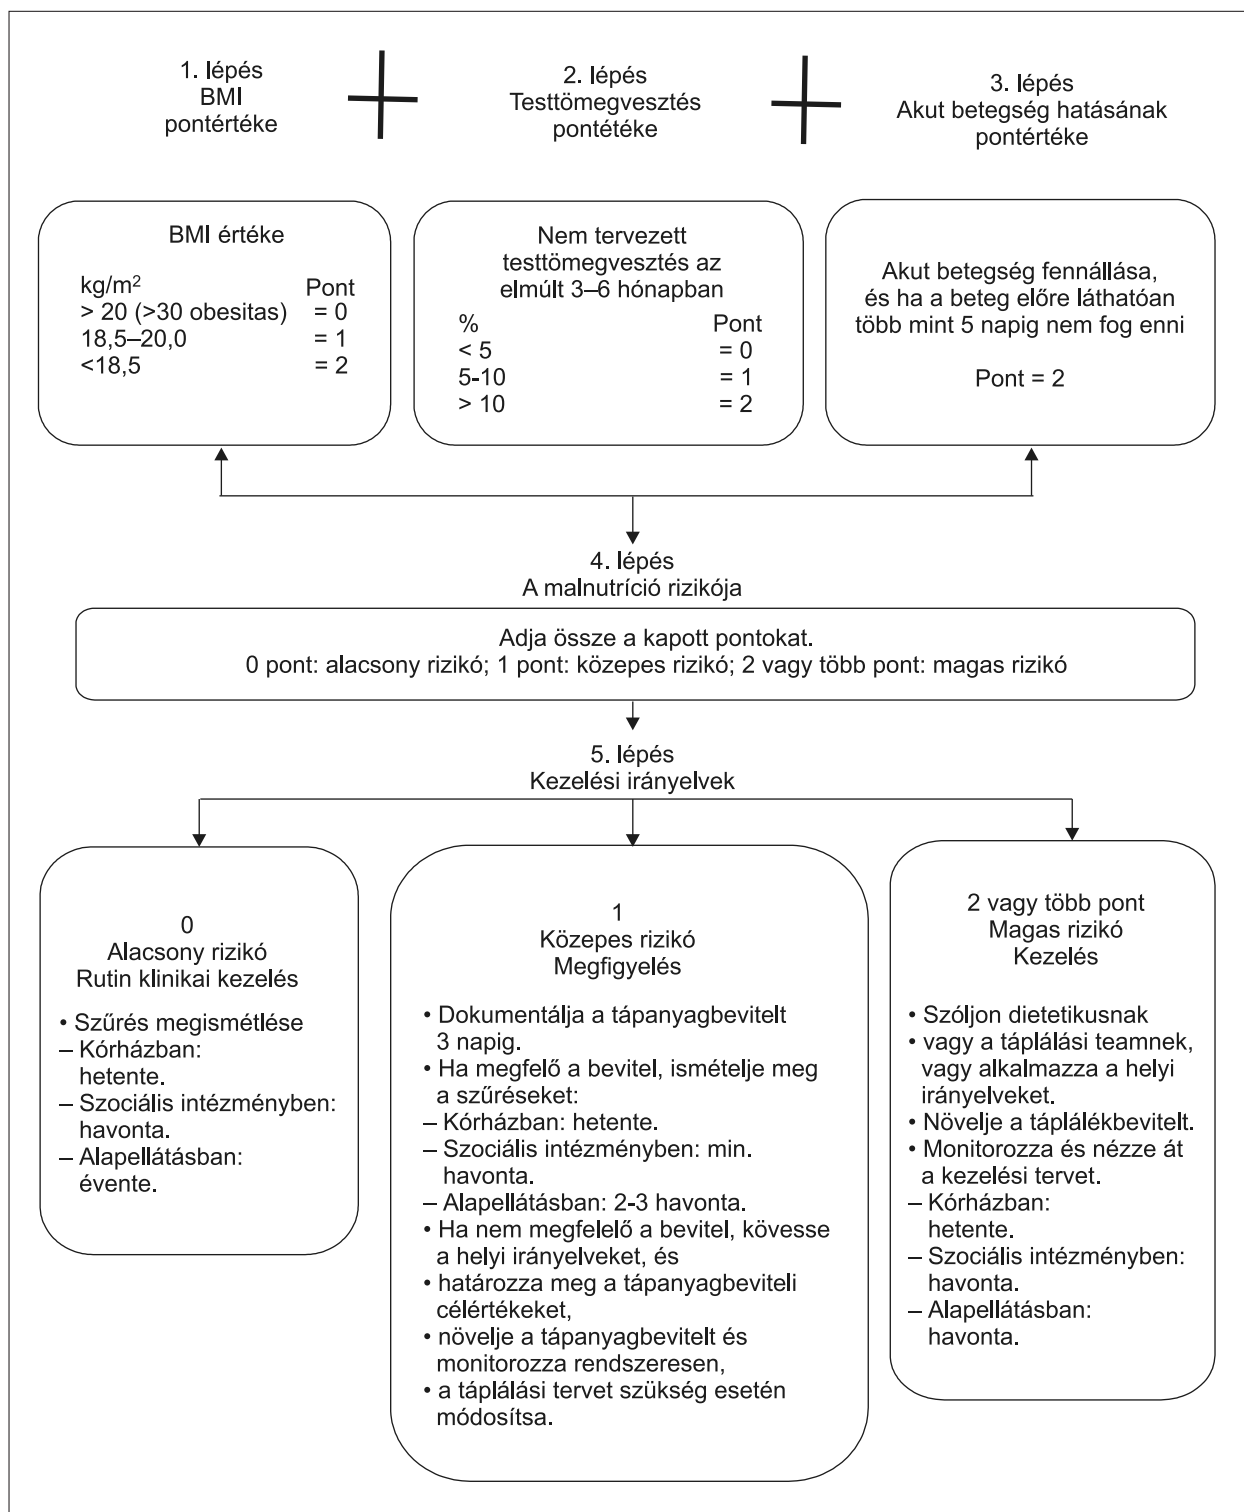 1. lépés
BMI
pontértéke
2. lépés
Testtömegvesztés
pontétéke
3. lépés
Akut betegség hatásának
pontértéke
BMI értéke
kg/m² Pont
> 20 (>30 obesitas) = 0
18,5–20,0 = 1
<18,5 = 2
Nem tervezett
testtömegvesztés az
elmúlt 3–6 hónapban
% Pont
< 5 = 0
5-10 = 1
> 10 = 2
Akut betegség fennállása,
és ha a beteg előre láthatóan
több mint 5 napig nem fog enni
Pont = 2
4. lépés
A malnutríció rizikója
Adja össze a kapott pontokat.
0 pont: alacsony rizikó; 1 pont: közepes rizikó; 2 vagy több pont: magas rizikó
5. lépés
Kezelési irányelvek
0
Alacsony rizikó
Rutin klinikai kezelés
• Szűrés megismétlése
– Kórházban:
hetente.
– Szociális intézményben:
havonta.
– Alapellátásban:
évente.
1
Közepes rizikó
Megfigyelés
• Dokumentálja a tápanyagbevitelt
3 napig.
• Ha megfelő a bevitel, ismételje meg
a szűréseket:
– Kórházban: hetente.
– Szociális intézményben: min.
havonta.
– Alapellátásban: 2-3 havonta.
• Ha nem megfelelő a bevitel, kövesse
a helyi irányelveket, és
• határozza meg a tápanyagbeviteli
célértékeket,
• növelje a tápanyagbevitelt és
monitorozza rendszeresen,
• a táplálási tervet szükség esetén
módosítsa.
2 vagy több pont
Magas rizikó
Kezelés
• Szóljon dietetikusnak
• vagy a táplálási teamnek,
vagy alkalmazza a helyi
irányelveket.
• Növelje a táplálékbevitelt.
• Monitorozza és nézze át
a kezelési tervet.
– Kórházban:
hetente.
– Szociális intézményben:
havonta.
– Alapellátásban:
havonta.